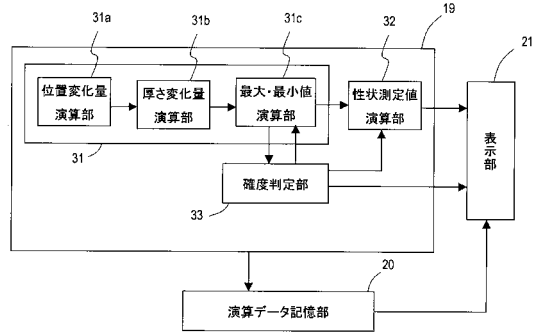 31a
31b
31c
32
19
21
位置変化量
演算部
厚さ変化量
演算部
最大・最小値
演算部
性状測定値
演算部
表示部
31
確度判定部
33
20
演算データ記憶部